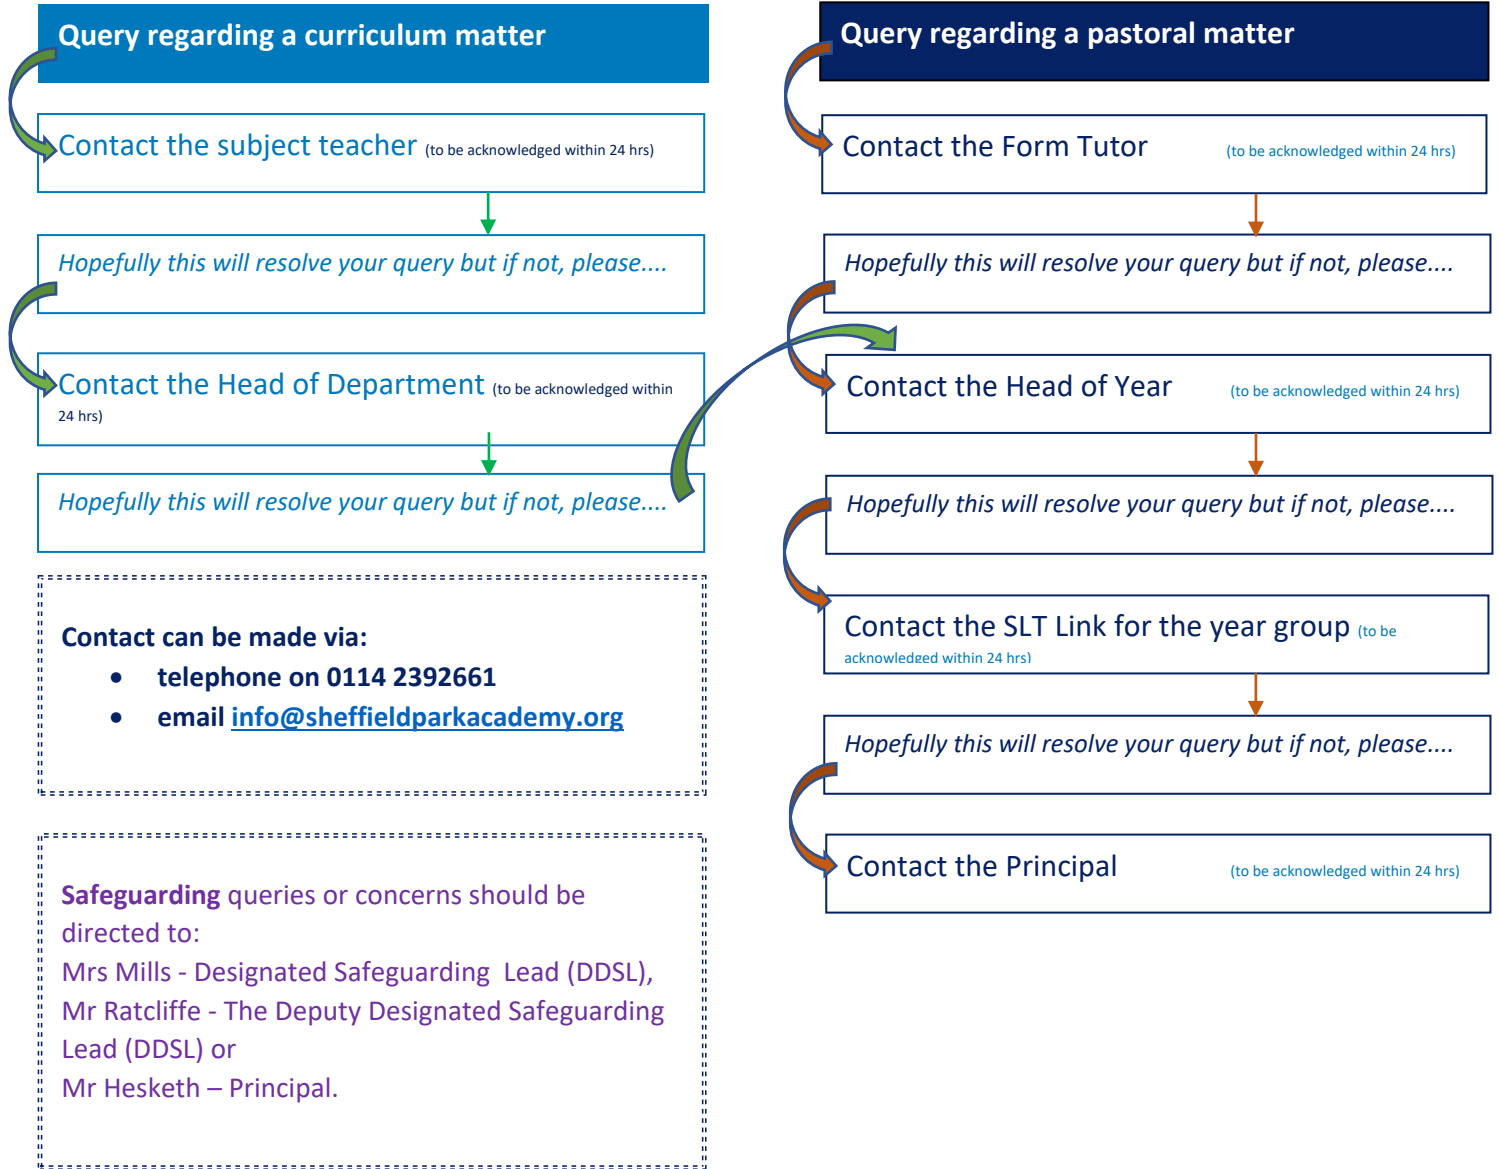 Query regarding a curriculum matter
Contact the subject teacher (to be acknowledged within 24 hrs)
Hopefully this will resolve your query but if not, please....
Contact the Head of Department (to be acknowledged within
24 hrs)
Hopefully this will resolve your query but if not, please....
Contact can be made via:
• telephone on 0114 2392661
• email info@sheffieldparkacademy.org
Safeguarding queries or concerns should be
directed to:
Mrs Mills - Designated Safeguarding  Lead (DDSL),
Mr Ratcliffe - The Deputy Designated Safeguarding
Lead (DDSL) or
Mr Hesketh – Principal.
Query regarding a pastoral matter
Contact the Form Tutor (to be acknowledged within 24 hrs)
Hopefully this will resolve your query but if not, please....
Contact the Head of Year (to be acknowledged within 24 hrs)
Hopefully this will resolve your query but if not, please....
Contact the SLT Link for the year group (to be
acknowledged within 24 hrs)
Hopefully this will resolve your query but if not, please....
Contact the Principal (to be acknowledged within 24 hrs)